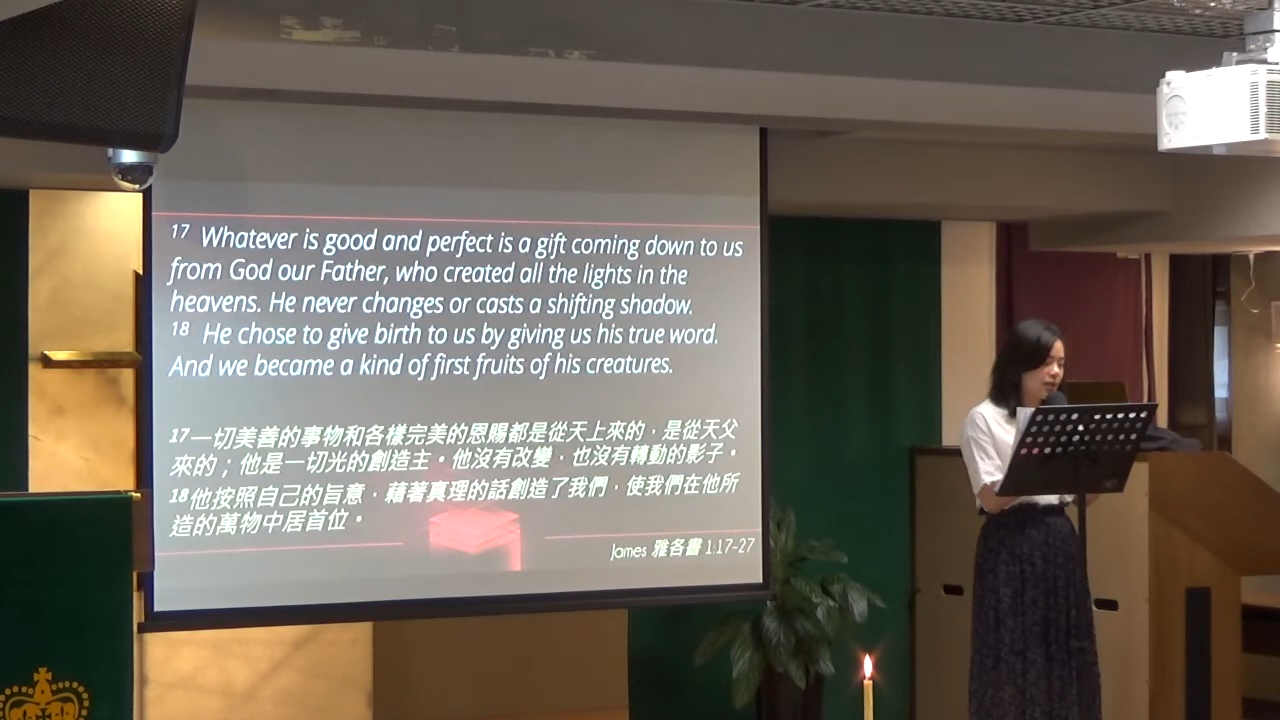 17 Whatever is good and perfect is a gift coming down to us
from God our Father, who created all the lights in the
heavens. He never changes or casts a shifting shadow.
18 He chose to give birth to us by giving us his true word.
And we became a kind of first fruits of his creatures.
17一切美善的事物和各樣完美的恩賜都是從天上來的，是從天父
來的；他是一切光的創造主。他沒有改變，也沒有轉動的影子。
18他按照自己的旨意，藉著真理的話創造了我們，使我們在他所
造的萬物中居首位。
James 雅各書 1:17-27